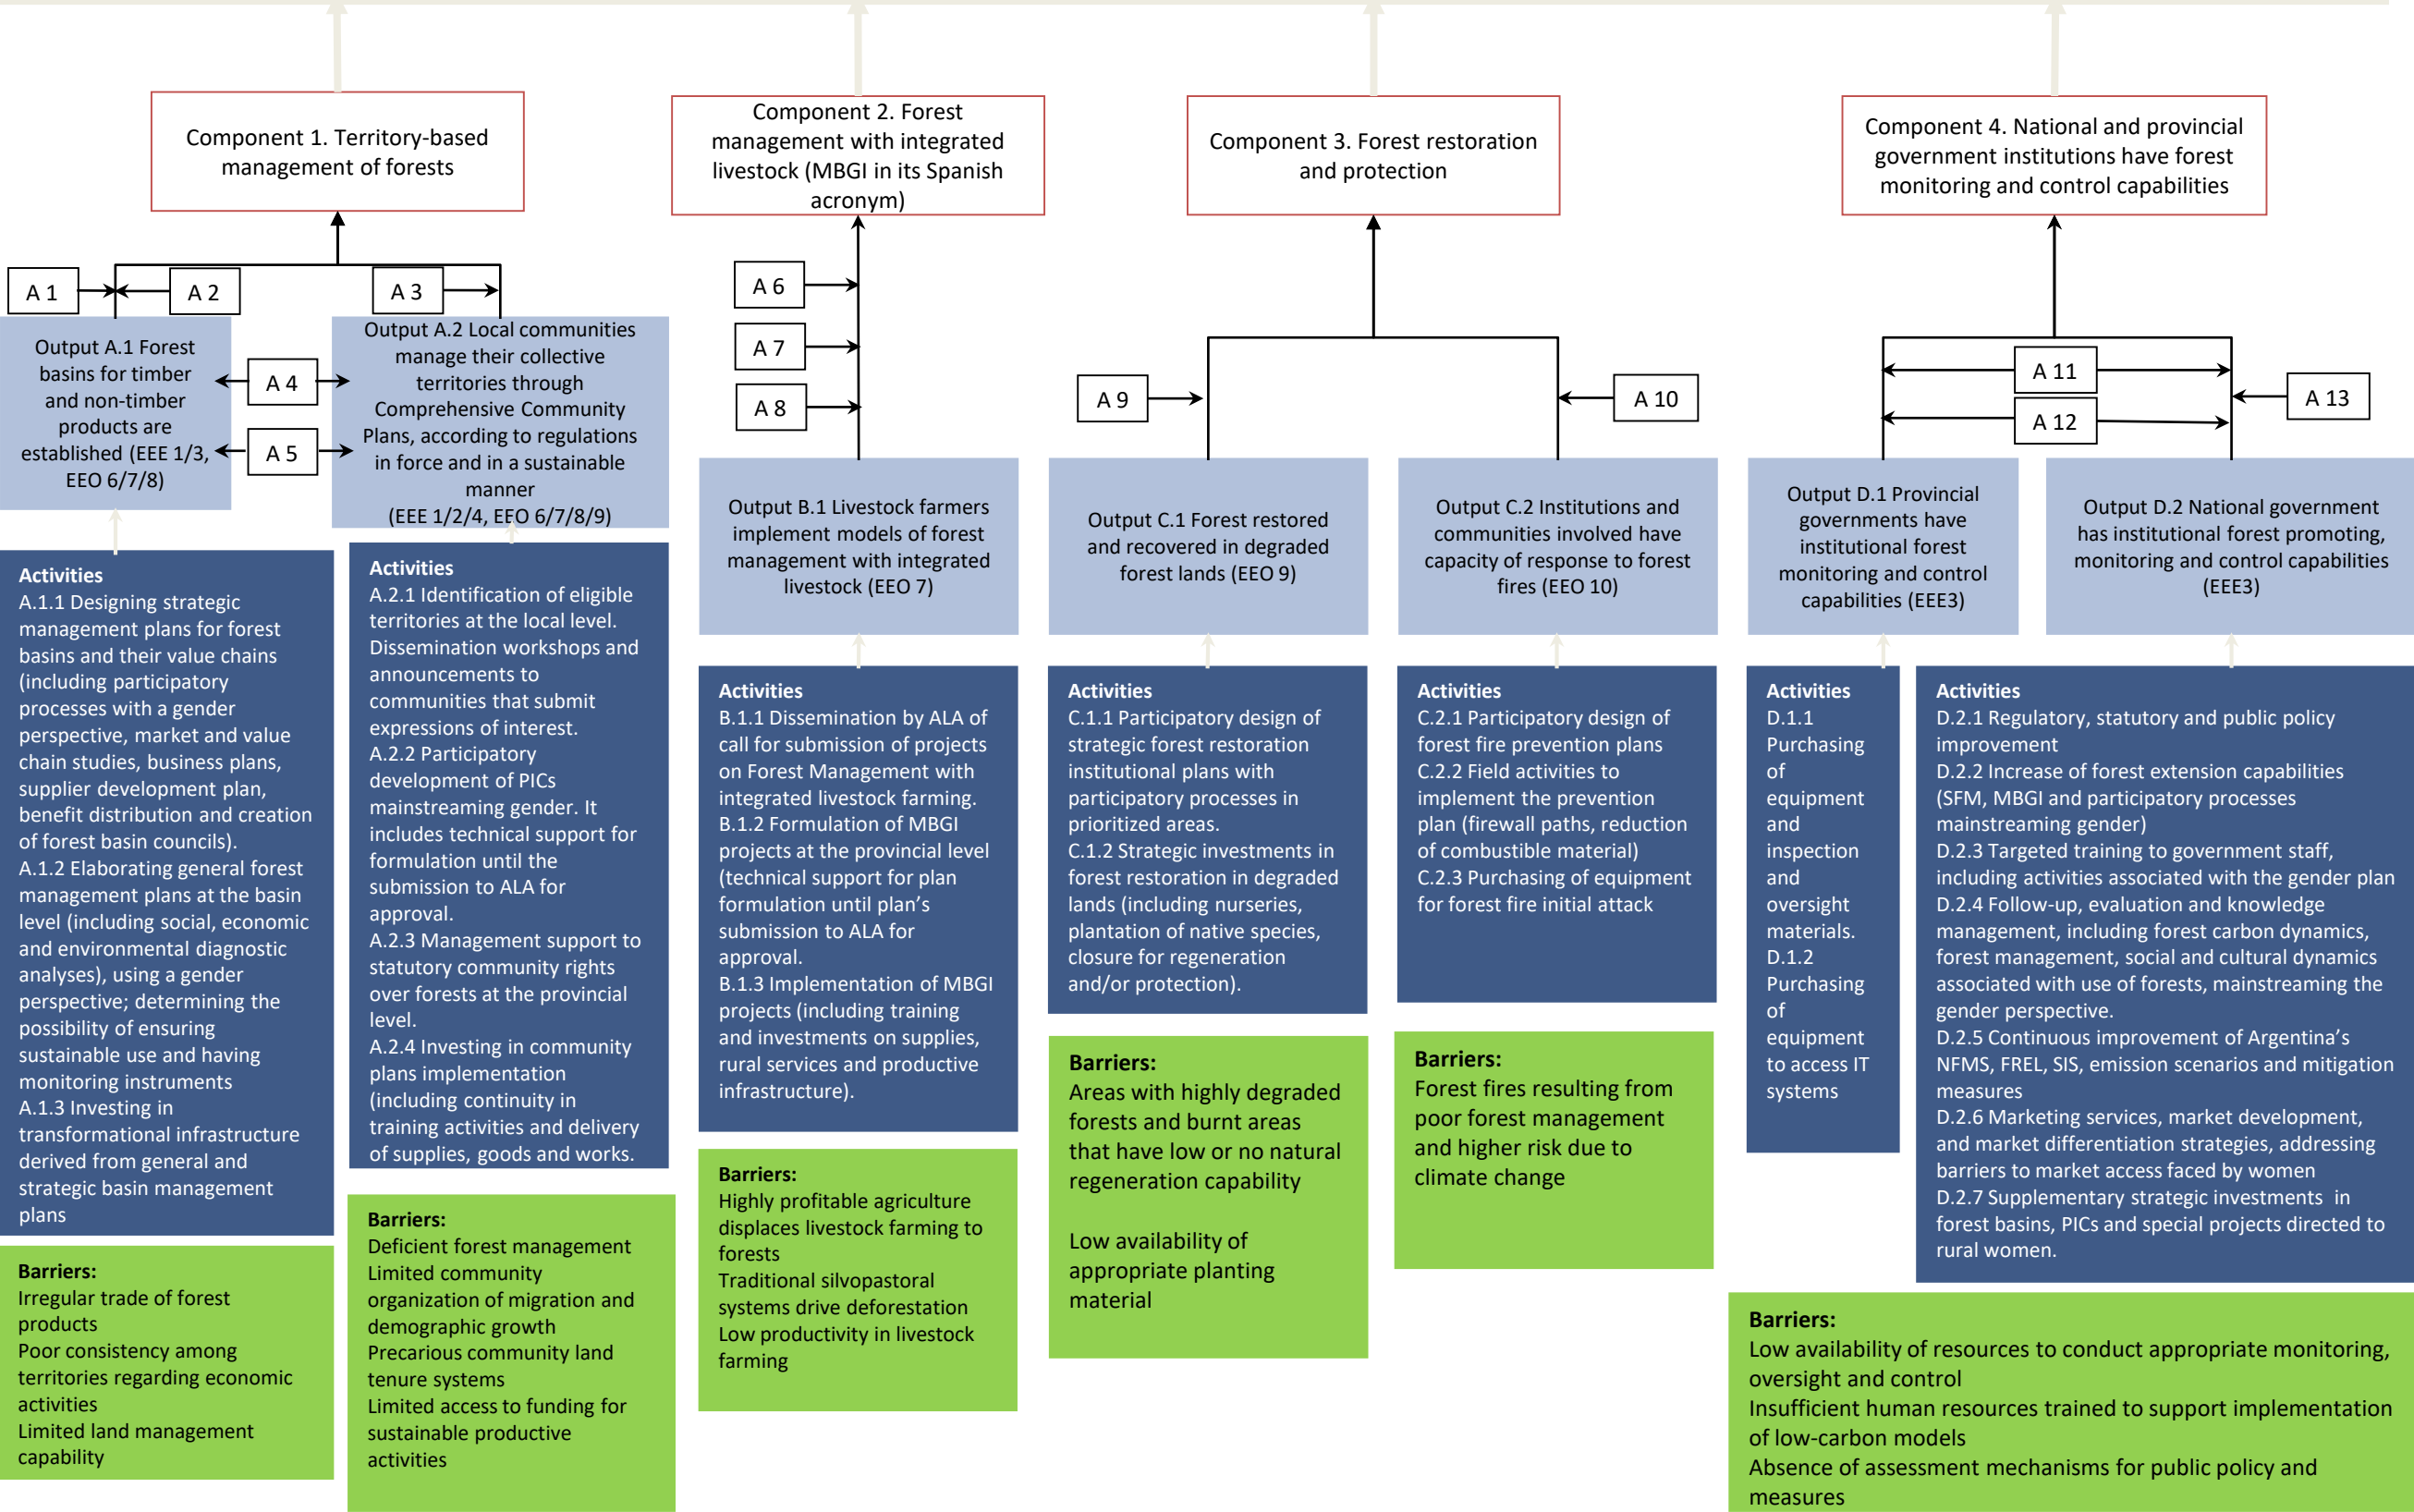 Component 1. Territory-based
management of forests
Component 2. Forest
management with integrated
livestock (MBGI in its Spanish
acronym)
Component 3. Forest restoration
and protection
Component 4. National and provincial
government institutions have forest
monitoring and control capabilities
A 1
A 2
A 3
A 4
A 5
A 6
A 7
A 8
A 9
A 10
A 11
A 12
A 13
Output A.1 Forest
basins for timber
and non-timber
products are
established (EEE 1/3,
EEO 6/7/8)
Output A.2 Local communities
manage their collective
territories through
Comprehensive Community
Plans, according to regulations
in force and in a sustainable
manner
(EEE 1/2/4, EEO 6/7/8/9)
Output B.1 Livestock farmers
implement models of forest
management with integrated
livestock (EEO 7)
Output C.1 Forest restored
and recovered in degraded
forest lands (EEO 9)
Output C.2 Institutions and
communities involved have
capacity of response to forest
fires (EEO 10)
Output D.1 Provincial
governments have
institutional forest
monitoring and control
capabilities (EEE3)
Output D.2 National government
has institutional forest promoting,
monitoring and control capabilities
(EEE3)
Activities
A.1.1 Designing strategic
management plans for forest
basins and their value chains
(including participatory
processes with a gender
perspective, market and value
chain studies, business plans,
supplier development plan,
benefit distribution and creation
of forest basin councils).
A.1.2 Elaborating general forest
management plans at the basin
level (including social, economic
and environmental diagnostic
analyses), using a gender
perspective; determining the
possibility of ensuring
sustainable use and having
monitoring instruments
A.1.3 Investing in
transformational infrastructure
derived from general and
strategic basin management
plans
Activities
A.2.1 Identification of eligible
territories at the local level.
Dissemination workshops and
announcements to
communities that submit
expressions of interest.
A.2.2 Participatory
development of PICs
mainstreaming gender. It
includes technical support for
formulation until the
submission to ALA for
approval.
A.2.3 Management support to
statutory community rights
over forests at the provincial
level.
A.2.4 Investing in community
plans implementation
(including continuity in
training activities and delivery
of supplies, goods and works.
Activities
B.1.1 Dissemination by ALA of
call for submission of projects
on Forest Management with
integrated livestock farming.
B.1.2 Formulation of MBGI
projects at the provincial level
(technical support for plan
formulation until plan’s
submission to ALA for
approval.
B.1.3 Implementation of MBGI
projects (including training
and investments on supplies,
rural services and productive
infrastructure).
Activities
C.1.1 Participatory design of
strategic forest restoration
institutional plans with
participatory processes in
prioritized areas.
C.1.2 Strategic investments in
forest restoration in degraded
lands (including nurseries,
plantation of native species,
closure for regeneration
and/or protection).
Activities
C.2.1 Participatory design of
forest fire prevention plans
C.2.2 Field activities to
implement the prevention
plan (firewall paths, reduction
of combustible material)
C.2.3 Purchasing of equipment
for forest fire initial attack
Activities
D.1.1
Purchasing
of
equipment
and
inspection
and
oversight
materials.
D.1.2
Purchasing
of
equipment
to access IT
systems
Activities
D.2.1 Regulatory, statutory and public policy
improvement
D.2.2 Increase of forest extension capabilities
(SFM, MBGI and participatory processes
mainstreaming gender)
D.2.3 Targeted training to government staff,
including activities associated with the gender plan
D.2.4 Follow-up, evaluation and knowledge
management, including forest carbon dynamics,
forest management, social and cultural dynamics
associated with use of forests, mainstreaming the
gender perspective.
D.2.5 Continuous improvement of Argentina’s
NFMS, FREL, SIS, emission scenarios and mitigation
measures
D.2.6 Marketing services, market development,
and market differentiation strategies, addressing
barriers to market access faced by women
D.2.7 Supplementary strategic investments in
forest basins, PICs and special projects directed to
rural women.
Barriers:
Irregular trade of forest
products
Poor consistency among
territories regarding economic
activities
Limited land management
capability
Barriers:
Deficient forest management
Limited community
organization of migration and
demographic growth
Precarious community land
tenure systems
Limited access to funding for
sustainable productive
activities
Barriers:
Highly profitable agriculture
displaces livestock farming to
forests
Traditional silvopastoral
systems drive deforestation
Low productivity in livestock
farming
Barriers:
Areas with highly degraded
forests and burnt areas
that have low or no natural
regeneration capability
Low availability of
appropriate planting
material
Barriers:
Forest fires resulting from
poor forest management
and higher risk due to
climate change
Barriers:
Low availability of resources to conduct appropriate monitoring,
oversight and control
Insufficient human resources trained to support implementation
of low-carbon models
Absence of assessment mechanisms for public policy and
measures